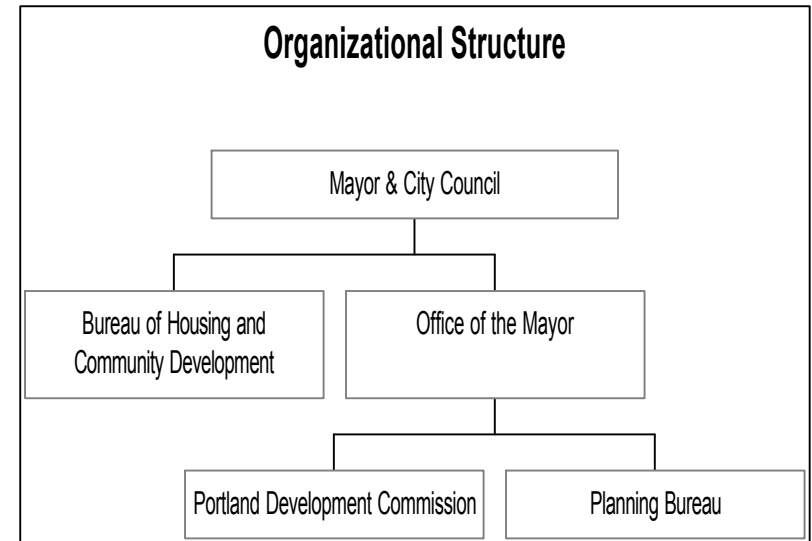 Organizational Structure
Mayor & City Council
Bureau of Housing and
Community Development
Office of the Mayor
Portland Development Commission
Planning Bureau